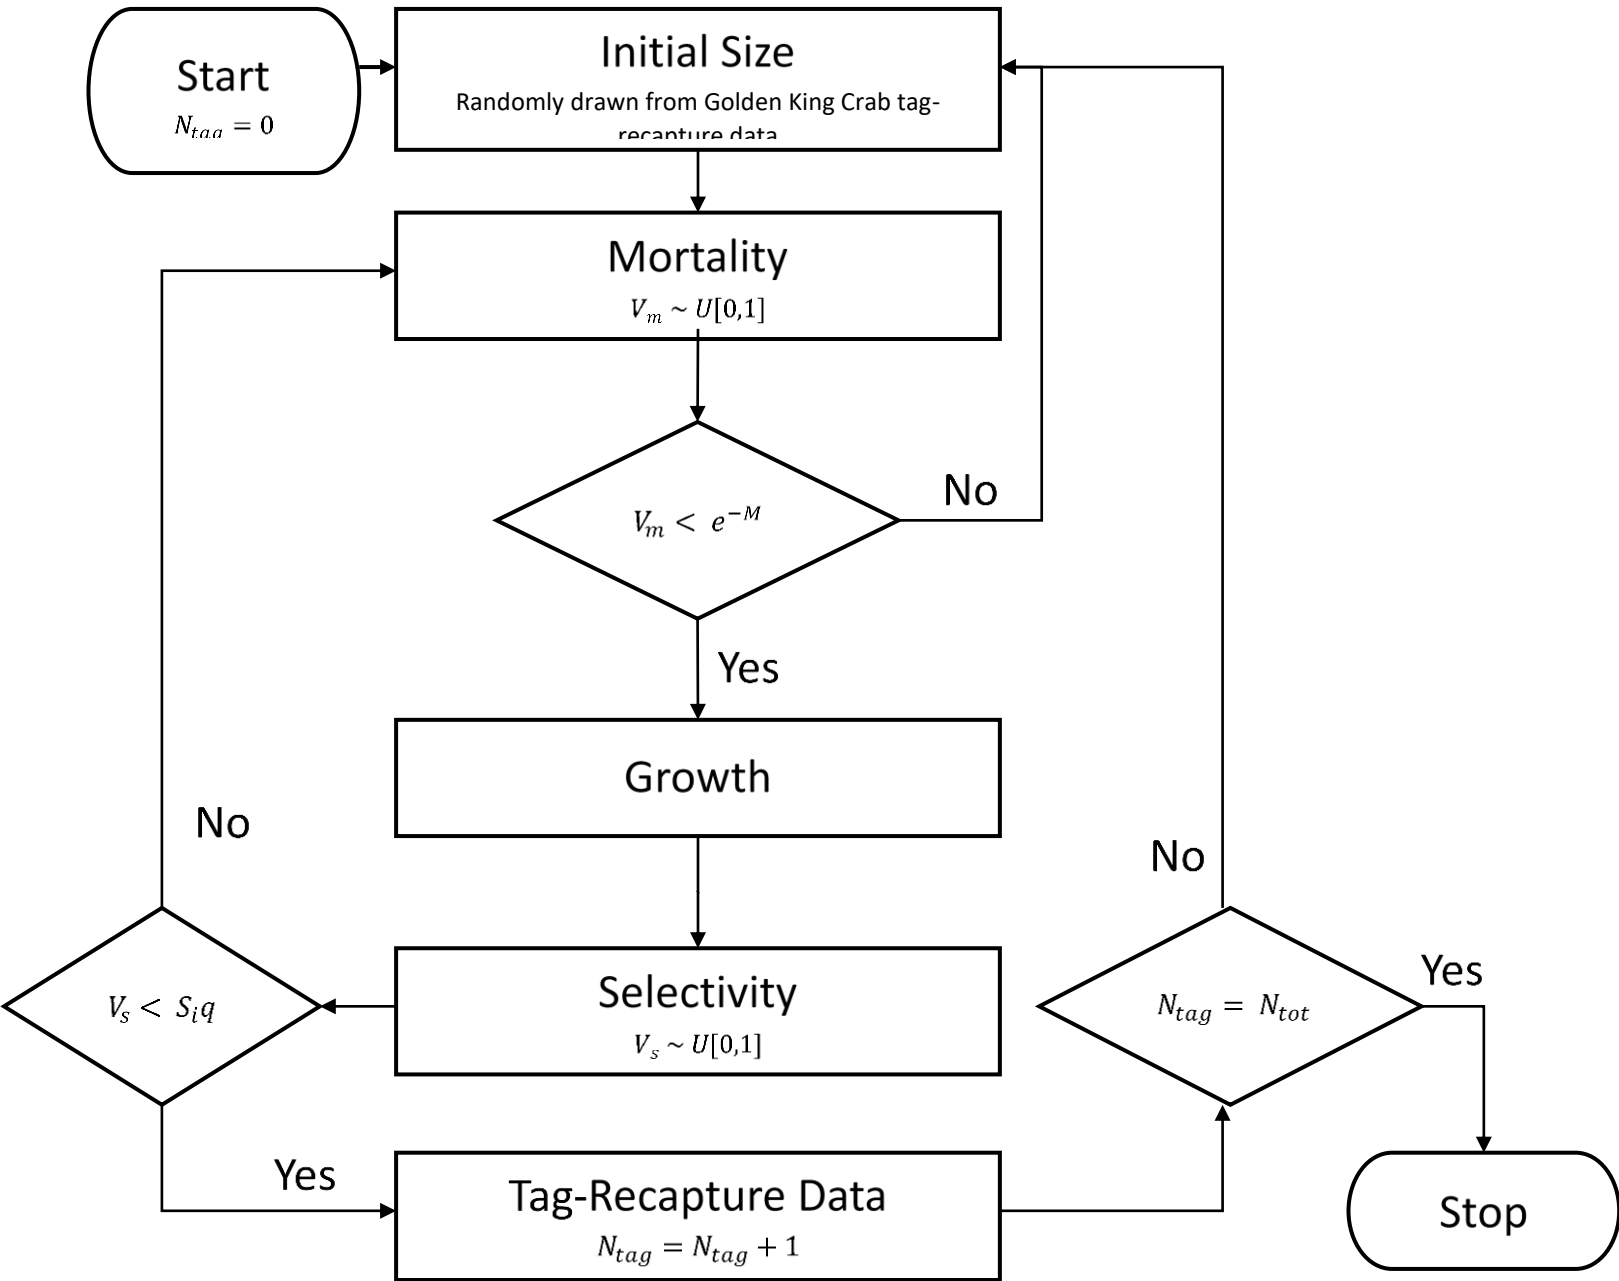 Start
N_tag = 0
Initial Size
Randomly drawn from Golden King Crab tag-
recapture data
Mortality
V_m ~ U[0,1]
V_m < e^{-M}
No
Yes
Growth
No
No
Selectivity
V_s ~ U[0,1]
V_s < S_i q
N_tag = N_tot
Yes
Yes
Tag-Recapture Data
N_tag = N_tag + 1
Stop